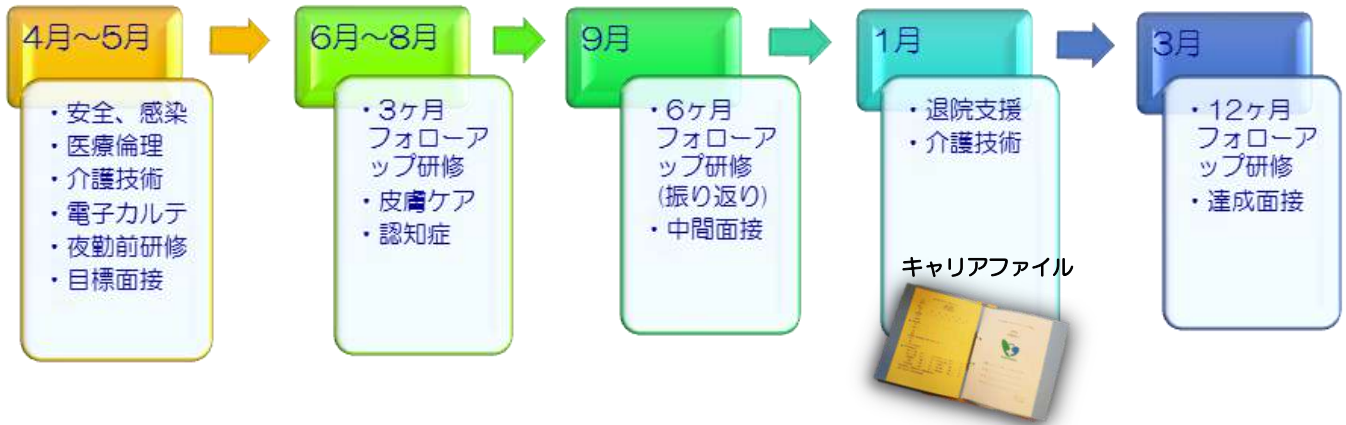 4月～5月
・安全、感染
・医療倫理
・介護技術
・電子カルテ
・夜勤前研修
・目標面接
6月～8月
・3ヶ月
フォローア
ップ研修
・皮膚ケア
・認知症
9月
・6ヶ月
フォローア
ップ研修
(振り返り)
・中間面接
1月
・退院支援
・介護技術
キャリアファイル
3月
・12ヶ月
フォローア
ップ研修
・達成面接